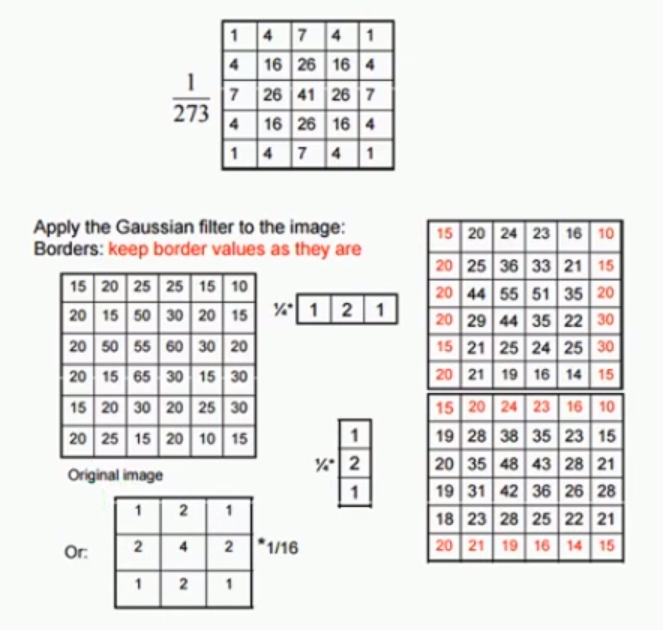 1 4 7 4 1
4 16 26 16 4
1/273 7 26 41 26 7
4 16 26 16 4
1 4 7 4 1
Apply the Gaussian filter to the image:
Borders: keep border values as they are
15 20 25 25 15 10
20 15 50 30 20 15
20 50 55 60 30 20
20 15 65 30 15 30
15 20 30 20 25 30
20 25 15 20 10 15
Original image
¼* 1 2 1
15 20 24 23 16 10
20 25 36 33 21 15
20 44 55 51 35 20
20 29 44 35 22 30
15 21 25 24 25 30
20 21 19 16 14 15
¼* 1
2
1
15 20 24 23 16 10
19 28 38 35 23 15
20 35 48 43 28 21
19 31 42 36 26 28
18 23 28 25 22 21
20 21 19 16 14 15
Or:
1 2 1
2 4 2 *1/16
1 2 1